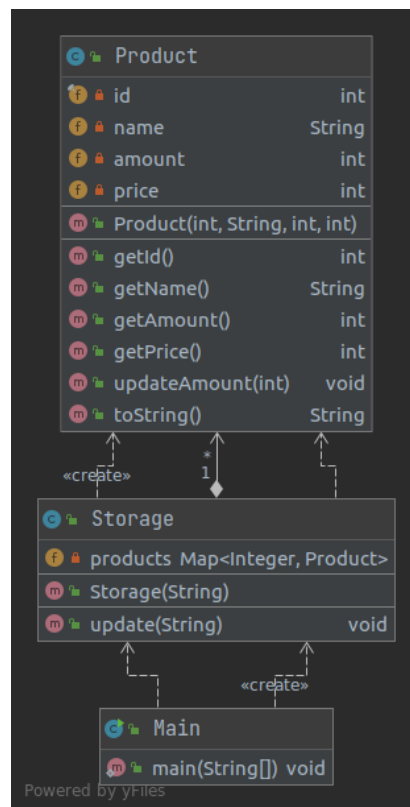 Product
id int
name String
amount int
price int
Product(int, String, int, int)
getId() int
getName() String
getAmount() int
getPrice() int
updateAmount(int) void
toString() String
«create»
*
1
Storage
products Map<Integer, Product>
Storage(String)
update(String) void
«create»
Main
main(String[]) void
Powered by yFiles